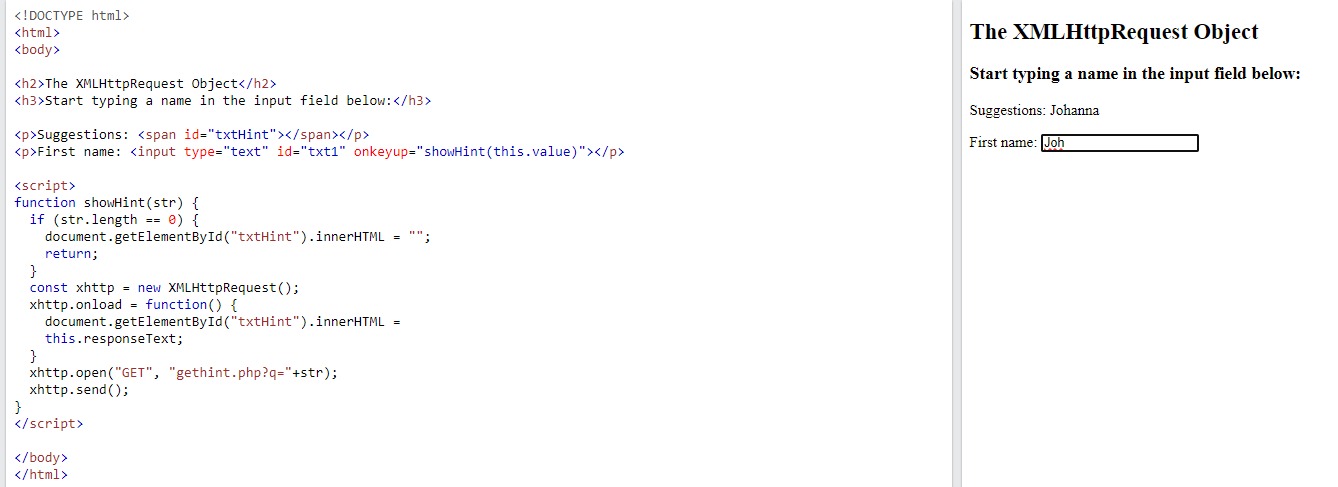 <!DOCTYPE html>
<html>
<body>
<h2>The XMLHttpRequest Object</h2>
<h3>Start typing a name in the input field below:</h3>
<p>Suggestions: <span id="txtHint"></span></p>
<p>First name: <input type="text" id="txt1" onkeyup="showHint(this.value)"></p>
<script>
function showHint(str) {
  if (str.length == 0) {
    document.getElementById("txtHint").innerHTML = "";
    return;
  }
  const xhttp = new XMLHttpRequest();
  xhttp.onload = function() {
    document.getElementById("txtHint").innerHTML =
    this.responseText;
  }
  xhttp.open("GET", "gethint.php?q="+str);
  xhttp.send();
}
</script>
</body>
</html>
The XMLHttpRequest Object
Start typing a name in the input field below:
Suggestions: Johanna
First name: Joh